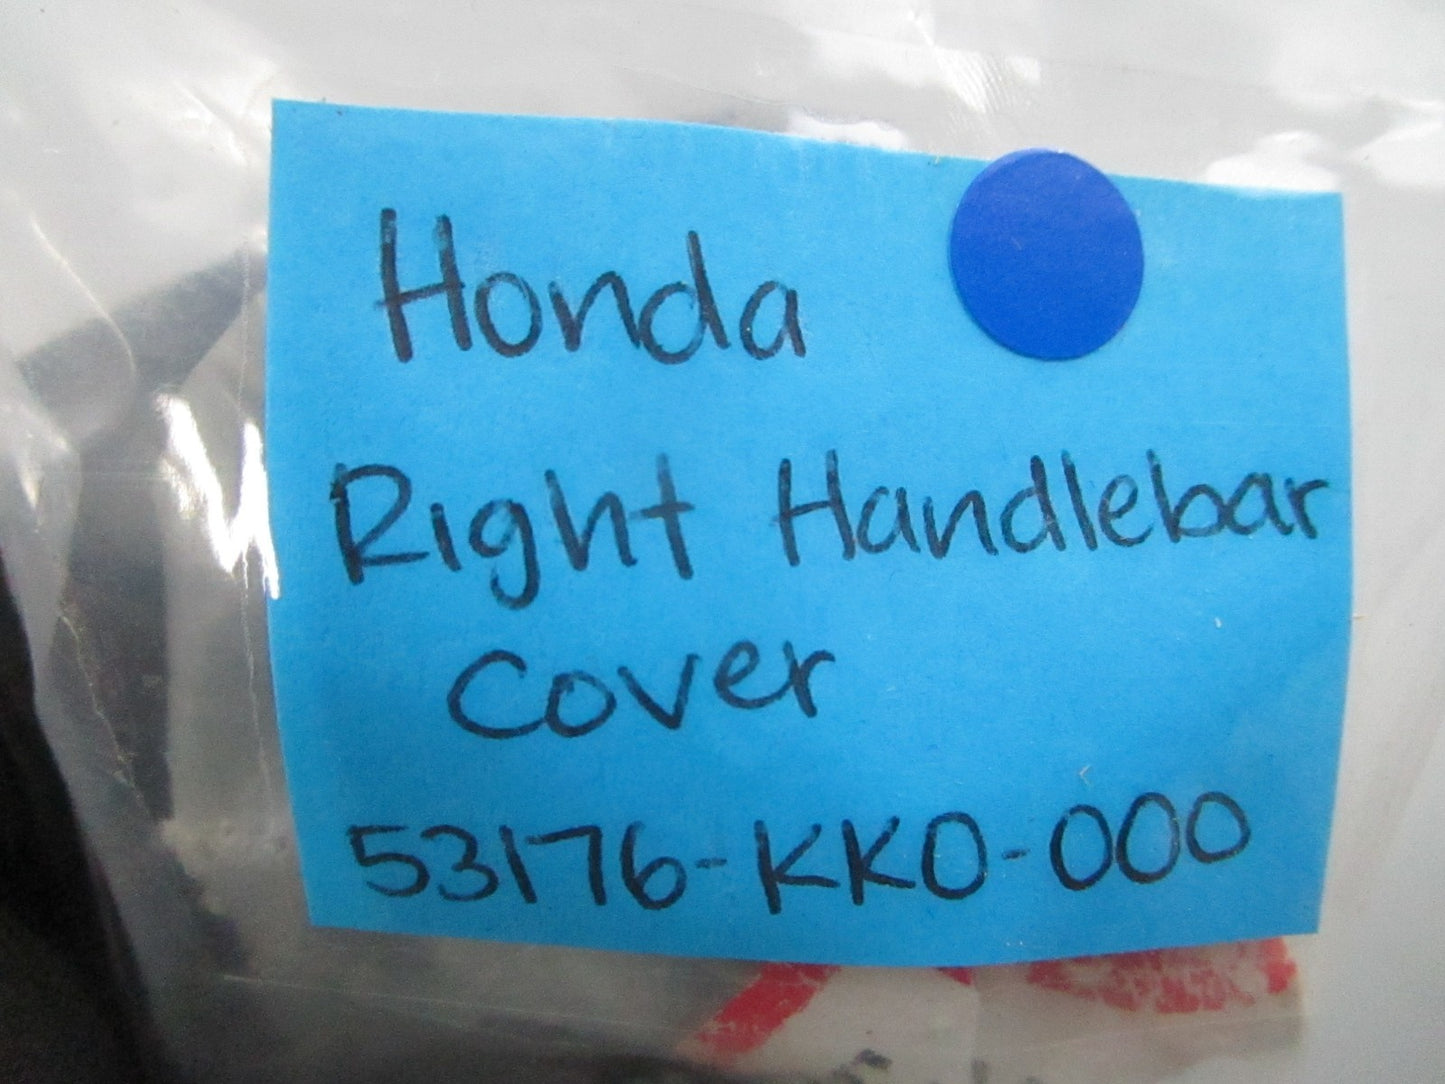 Honda
Right Handlebar
Cover
53176-KK0-000